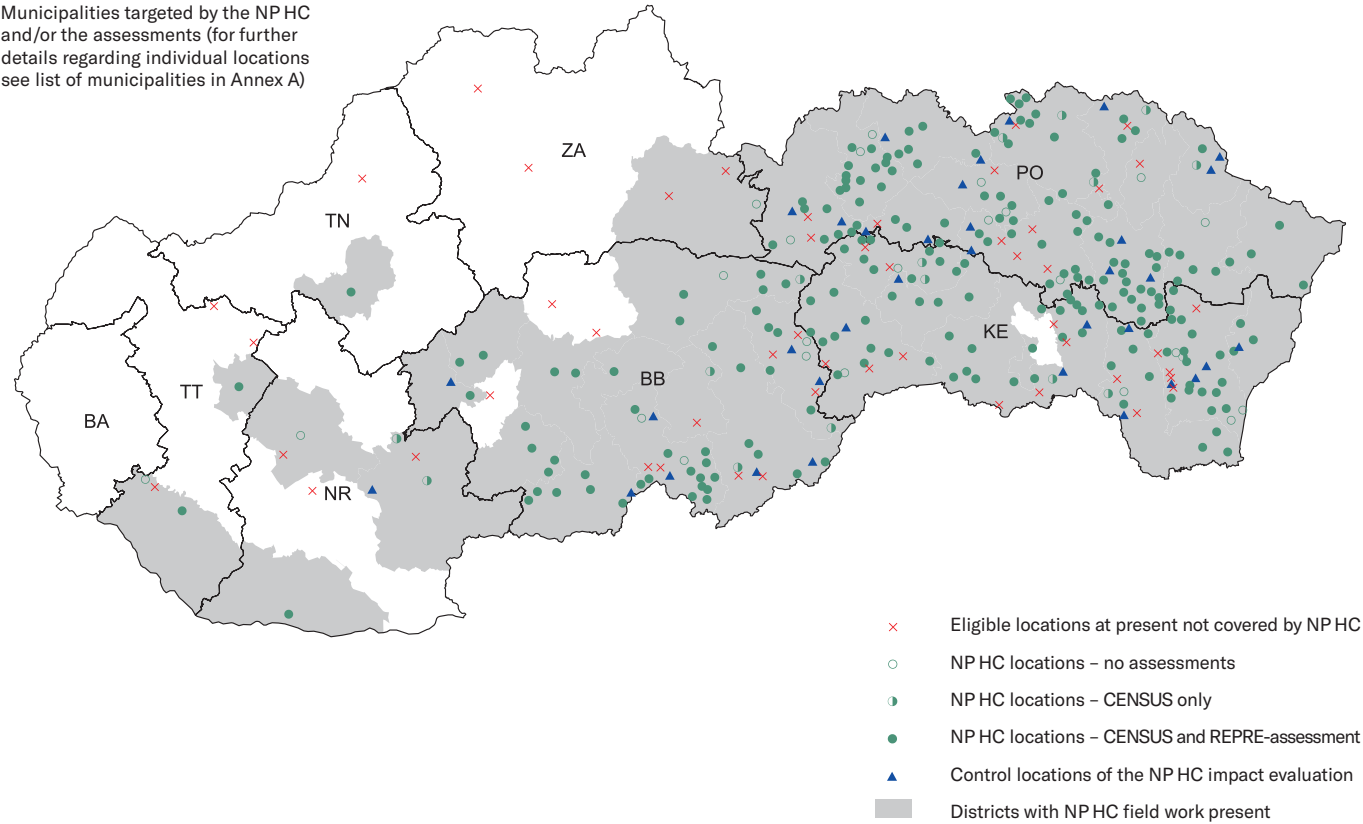 Municipalities targeted by the NP HC
and/or the assessments (for further
details regarding individual locations
see list of municipalities in Annex A)
ZA
PO
TN
KE
BB
TT
BA
NR
Eligible locations at present not covered by NP HC
NP HC locations – no assessments
NP HC locations – CENSUS only
NP HC locations – CENSUS and REPRE-assessment
Control locations of the NP HC impact evaluation
Districts with NP HC field work present